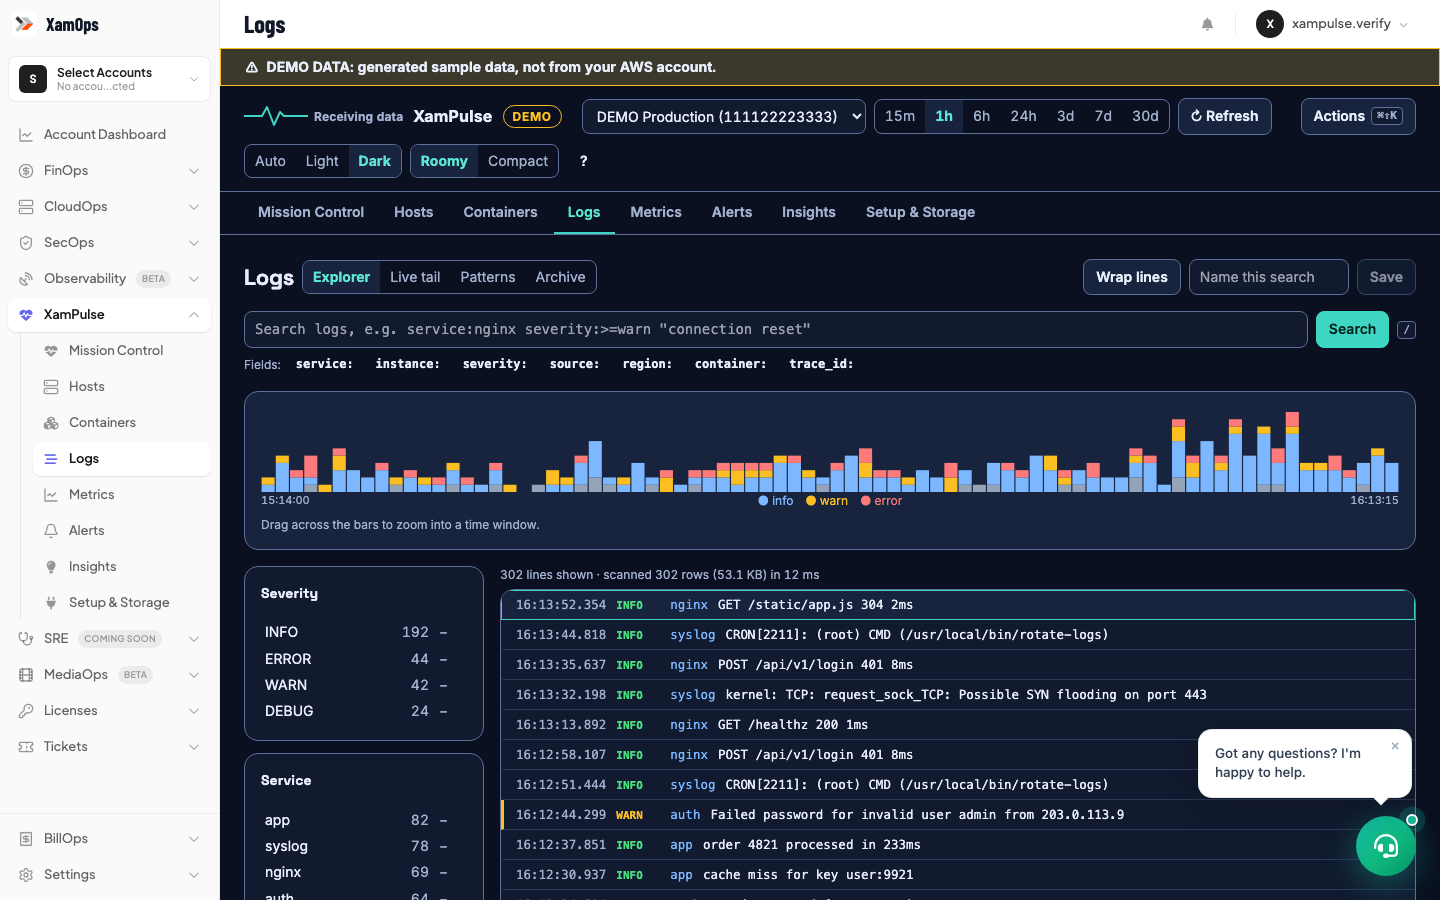 XamOps
Logs
X xampulse.verify
S Select Accounts
No accou...cted
DEMO DATA: generated sample data, not from your AWS account.
Receiving data XamPulse DEMO DEMO Production (111122223333) 15m 1h 6h 24h 3d 7d 30d Refresh Actions ⌘⇧K
Auto Light Dark Roomy Compact ?
Mission Control Hosts Containers Logs Metrics Alerts Insights Setup & Storage
Account Dashboard
FinOps
CloudOps
SecOps
Observability BETA
XamPulse
Mission Control
Hosts
Containers
Logs
Metrics
Alerts
Insights
Setup & Storage
SRE COMING SOON
MediaOps BETA
Licenses
Tickets
BillOps
Settings
Logs Explorer Live tail Patterns Archive Wrap lines Name this search Save
Search logs, e.g. service:nginx severity:>=warn "connection reset" Search /
Fields: service: instance: severity: source: region: container: trace_id:
15:14:00 info warn error 16:13:15
Drag across the bars to zoom into a time window.
Severity
INFO 192 −
ERROR 44 −
WARN 42 −
DEBUG 24 −
Service
app 82 −
syslog 78 −
nginx 69 −
auth 64 −
302 lines shown · scanned 302 rows (53.1 KB) in 12 ms
16:13:52.354 INFO nginx GET /static/app.js 304 2ms
16:13:44.818 INFO syslog CRON[2211]: (root) CMD (/usr/local/bin/rotate-logs)
16:13:35.637 INFO nginx POST /api/v1/login 401 8ms
16:13:32.198 INFO syslog kernel: TCP: request_sock_TCP: Possible SYN flooding on port 443
16:13:13.892 INFO nginx GET /healthz 200 1ms
16:12:58.107 INFO nginx POST /api/v1/login 401 8ms
16:12:51.444 INFO syslog CRON[2211]: (root) CMD (/usr/local/bin/rotate-logs)
16:12:44.299 WARN auth Failed password for invalid user admin from 203.0.113.9
16:12:37.851 INFO app order 4821 processed in 233ms
16:12:30.937 INFO app cache miss for key user:9921
Got any questions? I'm
happy to help.